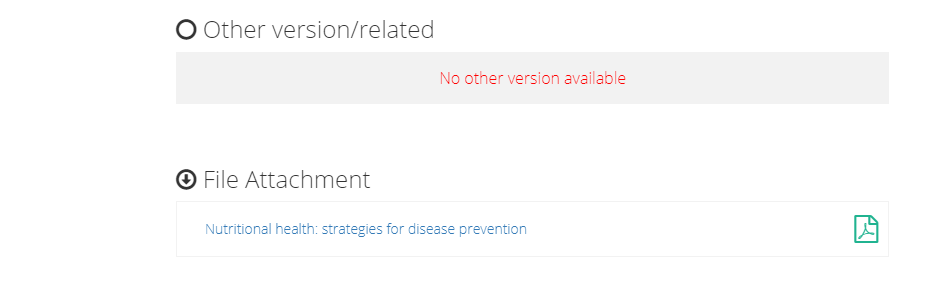 Other version/related
No other version available
File Attachment
Nutritional health: strategies for disease prevention